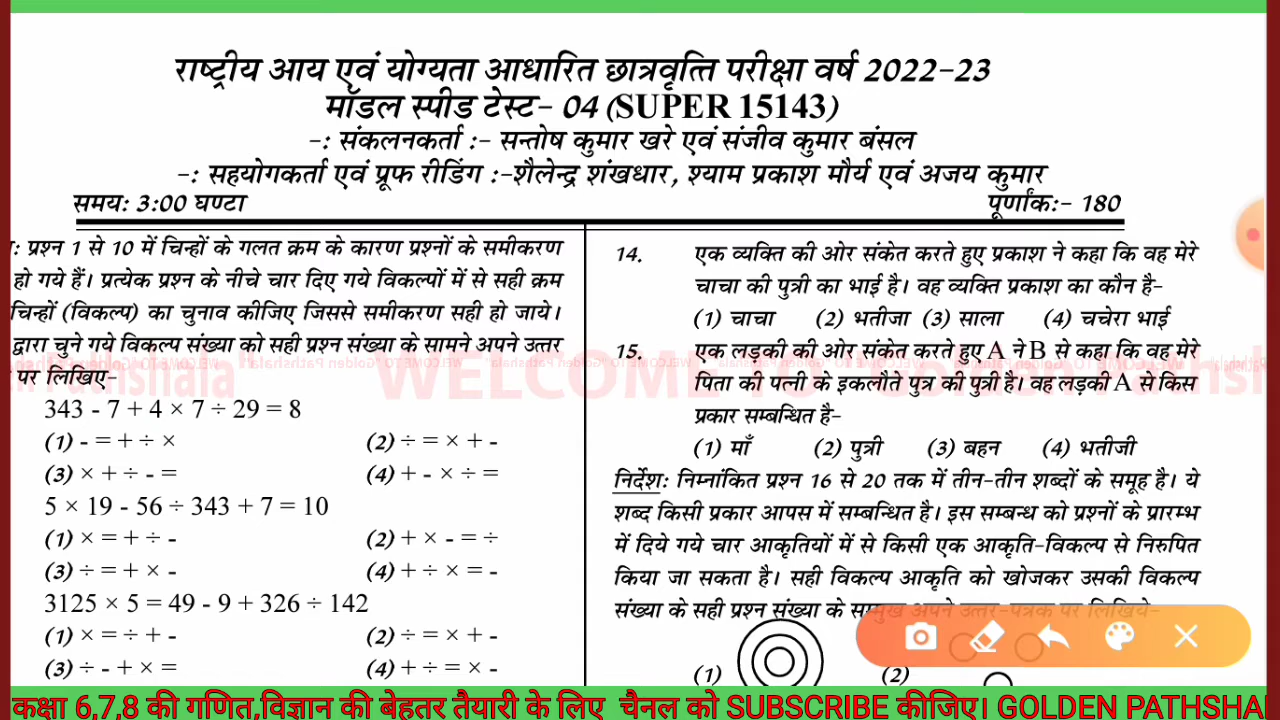 राष्ट्रीय आय एवं योग्यता आधारित छात्रवृत्ति परीक्षा वर्ष 2022-23
मॉडल स्पीड टेस्ट- 04 (SUPER 15143)
-: संकलनकर्ता :- सन्तोष कुमार खरे एवं संजीव कुमार बंसल
-: सहयोगकर्ता एवं प्रूफ रीडिंग :-शैलेन्द्र शंखधार, श्याम प्रकाश मौर्य एवं अजय कुमार
समय: 3:00 घण्टा पूर्णांक:- 180
: प्रश्न 1 से 10 में चिन्हों के गलत क्रम के कारण प्रश्नों के समीकरण
हो गये हैं। प्रत्येक प्रश्न के नीचे चार दिए गये विकल्पों में से सही क्रम
चिन्हों (विकल्प) का चुनाव कीजिए जिससे समीकरण सही हो जाये।
द्वारा चुने गये विकल्प संख्या को सही प्रश्न संख्या के सामने अपने उत्तर
पर लिखिए-
343 - 7 + 4 × 7 ÷ 29 = 8
(1) - = + ÷ × (2) ÷ = × + -
(3) × + ÷ - = (4) + - × ÷ =
5 × 19 - 56 ÷ 343 + 7 = 10
(1) × = + ÷ - (2) + × - = ÷
(3) ÷ = + × - (4) + ÷ × = -
3125 × 5 = 49 - 9 + 326 ÷ 142
(1) × = ÷ + - (2) ÷ = × + -
(3) ÷ - + × = (4) + ÷ = × -
14. एक व्यक्ति की ओर संकेत करते हुए प्रकाश ने कहा कि वह मेरे
चाचा की पुत्री का भाई है। वह व्यक्ति प्रकाश का कौन है-
(1) चाचा (2) भतीजा (3) साला (4) चचेरा भाई
15. एक लड़की की ओर संकेत करते हुए A ने B से कहा कि वह मेरे
पिता की पत्नी के इकलौते पुत्र की पुत्री है। वह लड़की A से किस
प्रकार सम्बन्धित है-
(1) माँ (2) पुत्री (3) बहन (4) भतीजी
निर्देश: निम्नांकित प्रश्न 16 से 20 तक में तीन-तीन शब्दों के समूह है। ये
शब्द किसी प्रकार आपस में सम्बन्धित है। इस सम्बन्ध को प्रश्नों के प्रारम्भ
में दिये गये चार आकृतियों में से किसी एक आकृति-विकल्प से निरुपित
किया जा सकता है। सही विकल्प आकृति को खोजकर उसकी विकल्प
संख्या के सही प्रश्न संख्या के सम्मुख अपने उत्तर-पत्रक पर लिखिये-
(1) (2)
WELCOME TO "Golden Pathshala"
कक्षा 6,7,8 की गणित,विज्ञान की बेहतर तैयारी के लिए चैनल को SUBSCRIBE कीजिए। GOLDEN PATHSHA